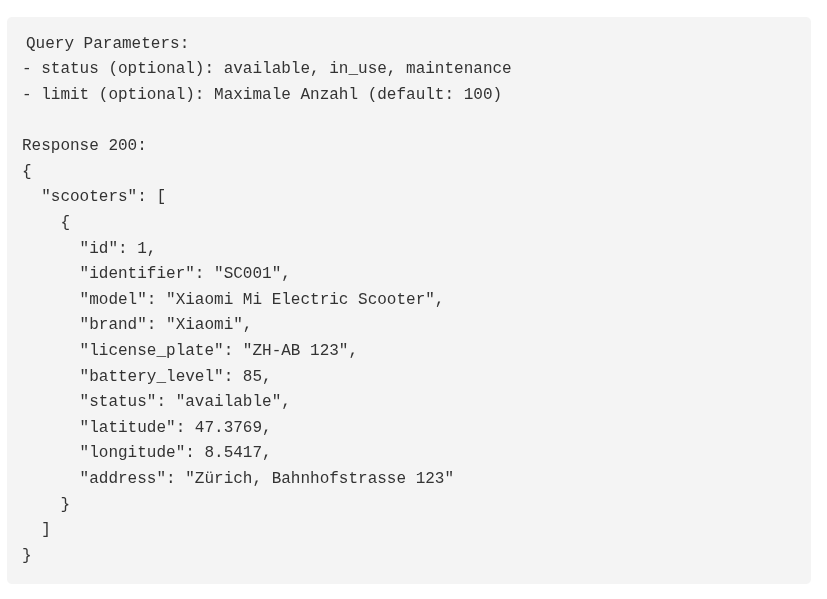 Query Parameters:
- status (optional): available, in_use, maintenance
- limit (optional): Maximale Anzahl (default: 100)

Response 200:
{
  "scooters": [
    {
      "id": 1,
      "identifier": "SC001",
      "model": "Xiaomi Mi Electric Scooter",
      "brand": "Xiaomi",
      "license_plate": "ZH-AB 123",
      "battery_level": 85,
      "status": "available",
      "latitude": 47.3769,
      "longitude": 8.5417,
      "address": "Zürich, Bahnhofstrasse 123"
    }
  ]
}